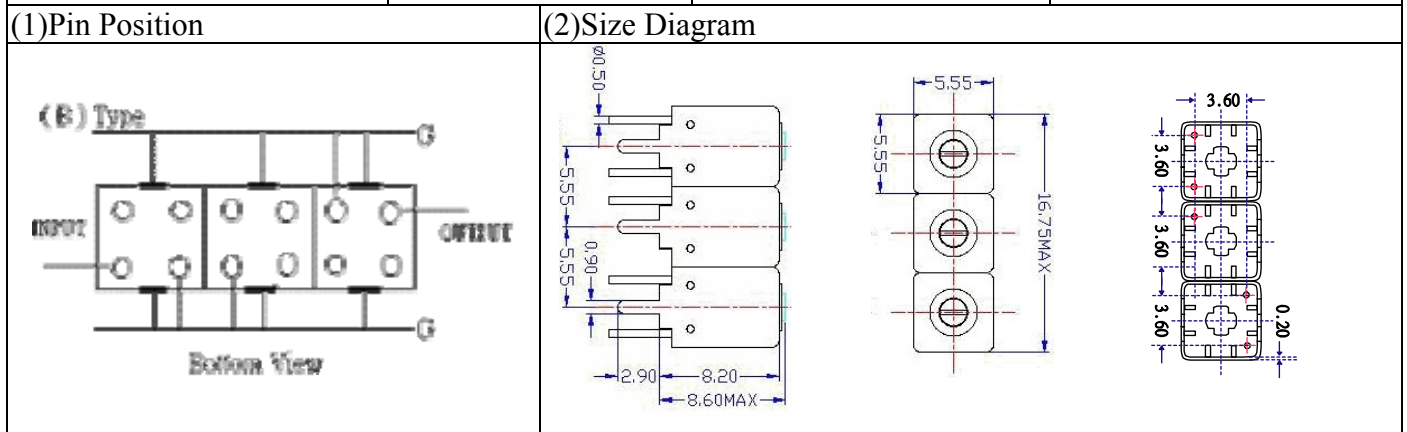 (1)Pin Position
(2)Size Diagram
(B) Type
G
INPUT
OUTPUT
G
Bottom View
ø0.50
5.55
5.55
0.90
2.90
8.20
8.60MAX
5.55
5.55
16.75MAX
3.60
3.60
3.60
3.60
0.20